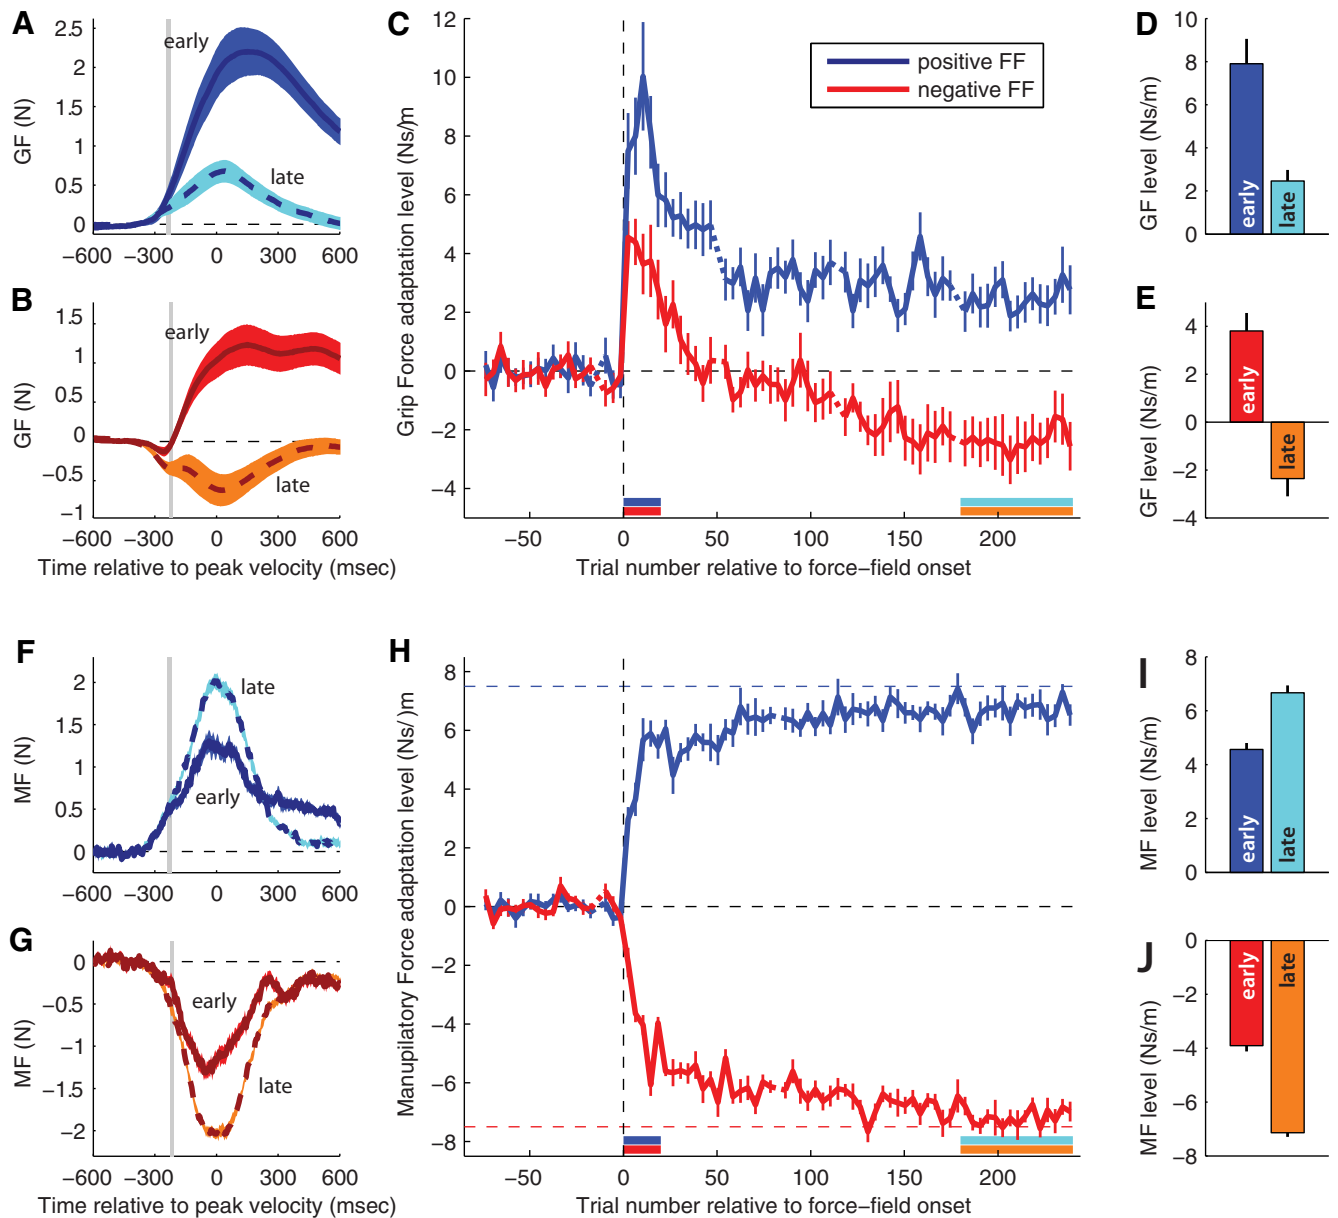 A
GF (N)
2.5
2
1.5
1
0.5
0
early
late
−600 −300 0 300 600
B
GF (N)
1.5
1
0.5
0
−0.5
−1
early
late
−600 −300 0 300 600
Time relative to peak velocity (msec)
C
Grip Force adaptation level (Ns/)m
12
10
8
6
4
2
0
−2
−4
positive FF
negative FF
−50 0 50 100 150 200
Trial number relative to force−field onset
D
GF level (Ns/m)
10
8
6
4
2
0
early
late
E
GF level (Ns/m)
4
2
0
−2
−4
early
late
F
MF (N)
2
1.5
1
0.5
0
late
early
−600 −300 0 300 600
G
MF (N)
0
−0.5
−1
−1.5
−2
early
late
−600 −300 0 300 600
Time relative to peak velocity (msec)
H
Manupilatory Force adaptation level (Ns/)m
8
6
4
2
0
−2
−4
−6
−8
−50 0 50 100 150 200
Trial number relative to force−field onset
I
MF level (Ns/m)
8
6
4
2
0
early
late
J
MF level (Ns/m)
0
−2
−4
−6
−8
early
late